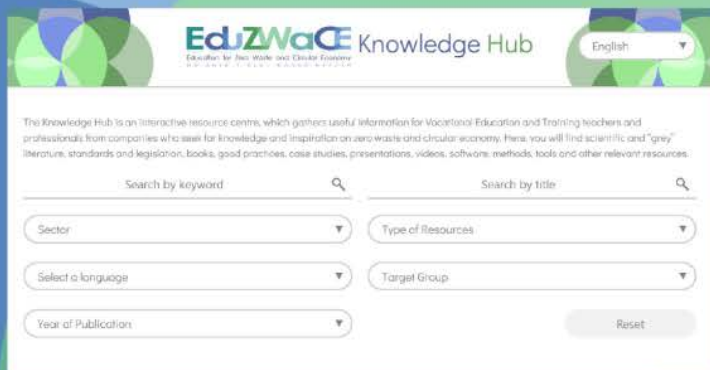 EduZWaCE Knowledge Hub
English
Education for Zero Waste and Circular Economy
The Knowledge Hub is an interactive resource centre, which gathers useful information for Vocational Education and Training teachers and
professionals from companies who seek for knowledge and inspiration on zero waste and circular economy. Here, you will find scientific and "grey"
literature, standards and legislation, books, good practices, case studies, presentations, videos, software, methods, tools and other relevant resources.
Search by keyword
Search by title
Sector
Type of Resources
Select a language
Target Group
Year of Publication
Reset